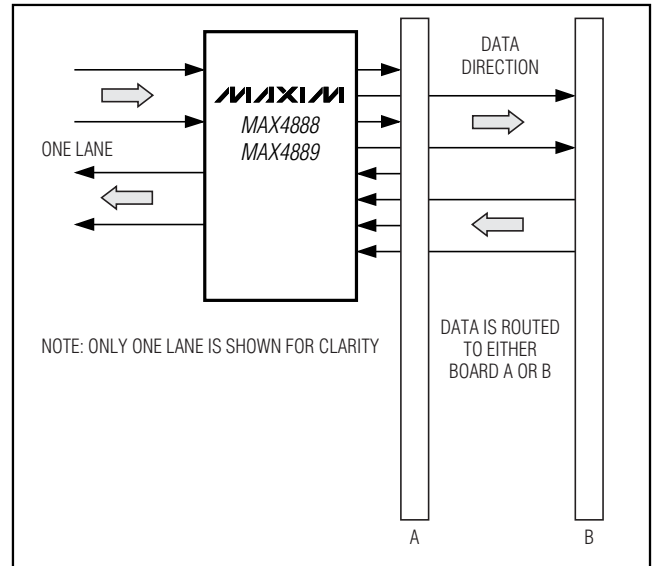 DATA
DIRECTION
MAXIM
MAX4888
MAX4889
ONE LANE
NOTE: ONLY ONE LANE IS SHOWN FOR CLARITY
DATA IS ROUTED
TO EITHER
BOARD A OR B
A
B